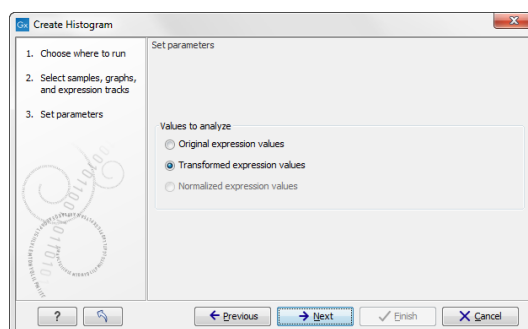 Gx Create Histogram
1. Choose where to run
2. Select samples, graphs,
and expression tracks
3. Set parameters
Set parameters
Values to analyze
Original expression values
Transformed expression values
Normalized expression values
?
Previous
Next
Finish
Cancel